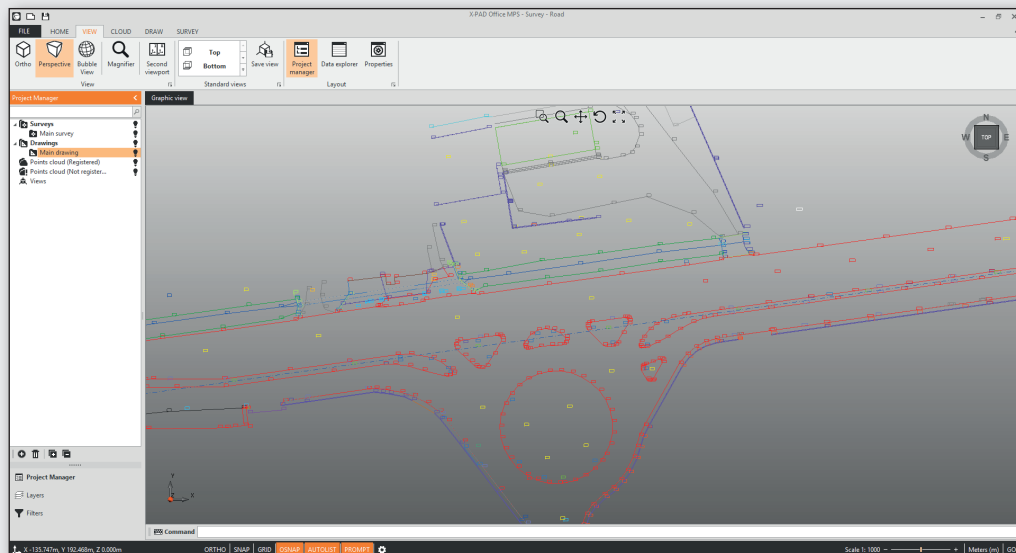 X-PAD Office MPS - Survey - Road
FILE HOME VIEW CLOUD DRAW SURVEY
Ortho Perspective Bubble View Magnifier Second viewport Top Bottom Save view Project manager Data explorer Properties
View Standard views Layout
Project Manager
Graphic view
Surveys
Main survey
Drawings
Main drawing
Points cloud (Registered)
Points cloud (Not register...
Views
N
W TOP E
S
Project Manager
Layers
Filters
Y
Z X
Command
X -135.747m, Y 192.468m, Z 0.000m ORTHO SNAP GRID OSNAP AUTOLIST PROMPT Scale 1: 2000 Meters (m) GO